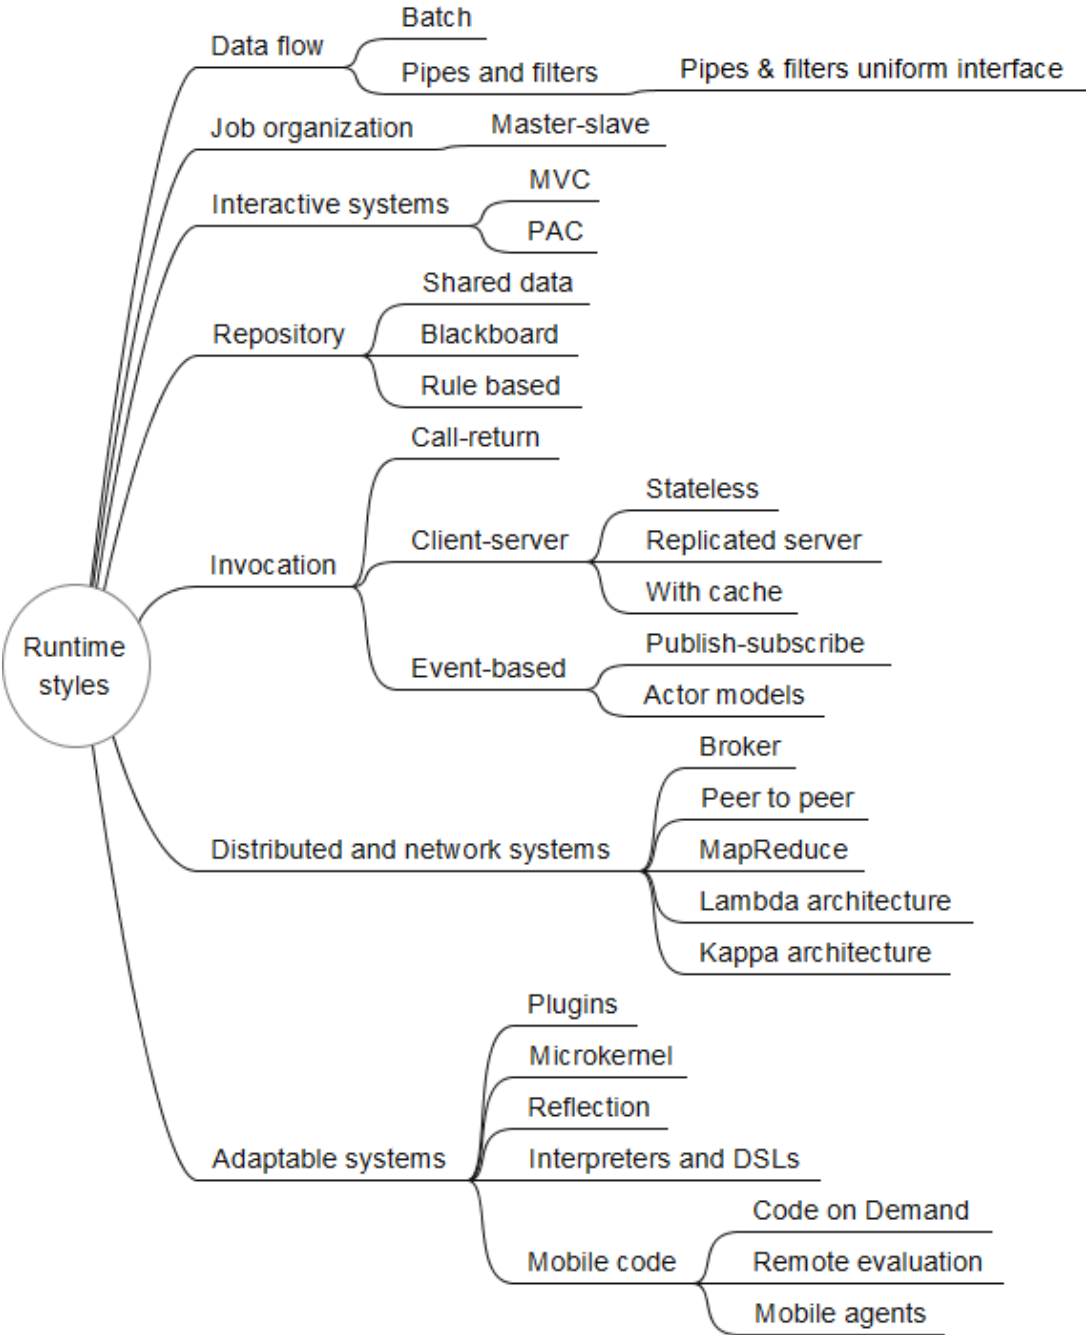 Batch
Data flow
Pipes and filters
Pipes & filters uniform interface
Job organization
Master-slave
MVC
Interactive systems
PAC
Shared data
Repository
Blackboard
Rule based
Call-return
Stateless
Client-server
Replicated server
Invocation
With cache
Publish-subscribe
Runtime
styles
Event-based
Actor models
Broker
Peer to peer
Distributed and network systems
MapReduce
Lambda architecture
Kappa architecture
Plugins
Microkernel
Reflection
Adaptable systems
Interpreters and DSLs
Code on Demand
Mobile code
Remote evaluation
Mobile agents